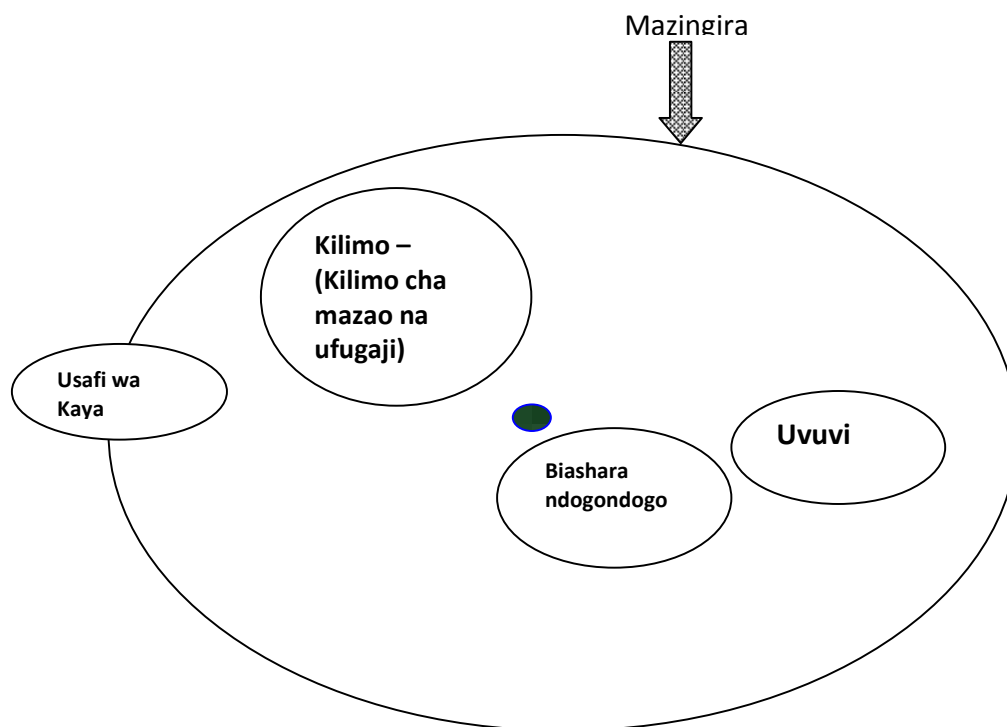 Mazingira
Kilimo –
(Kilimo cha
mazao na
ufugaji)
Usafi wa
Kaya
Uvuvi
Biashara
ndogondogo